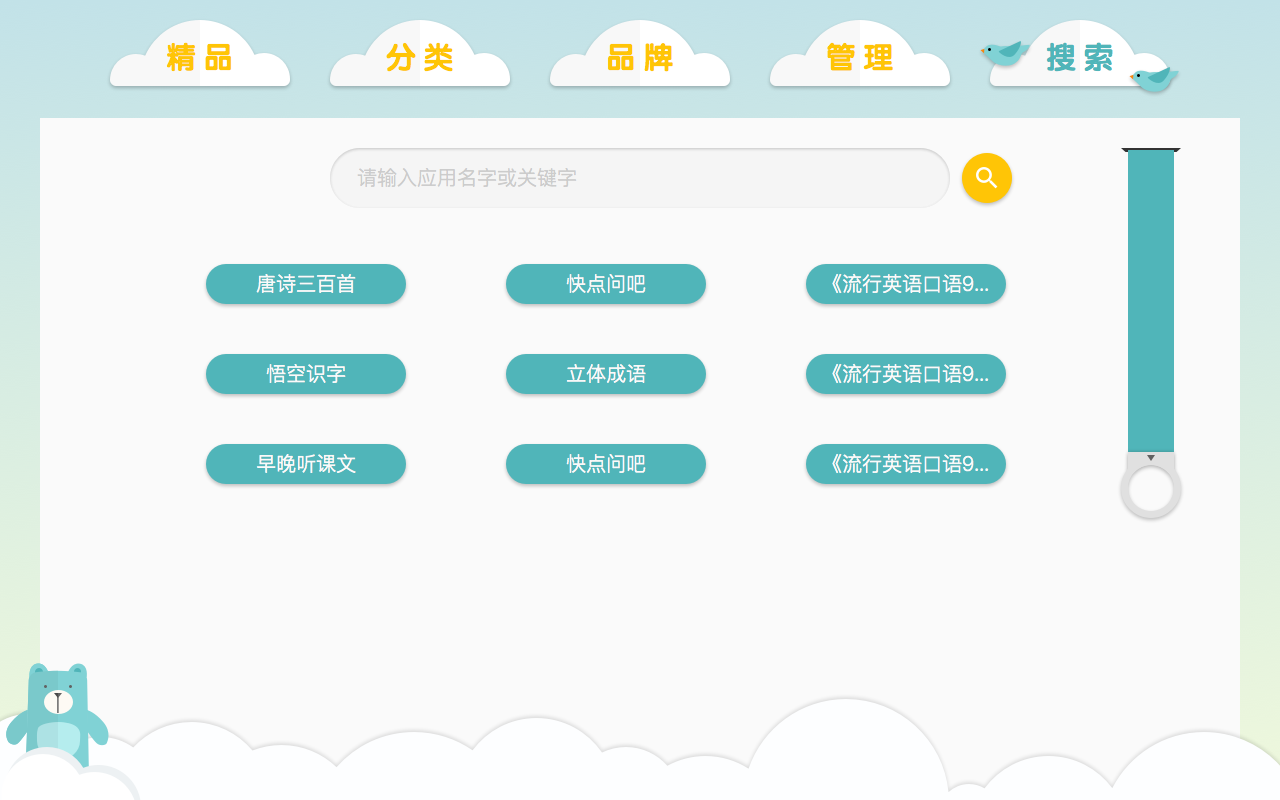 精品
分类
品牌
管理
搜索
请输入应用名字或关键字
唐诗三百首
快点问吧
《流行英语口语9...
悟空识字
立体成语
《流行英语口语9...
早晚听课文
快点问吧
《流行英语口语9...